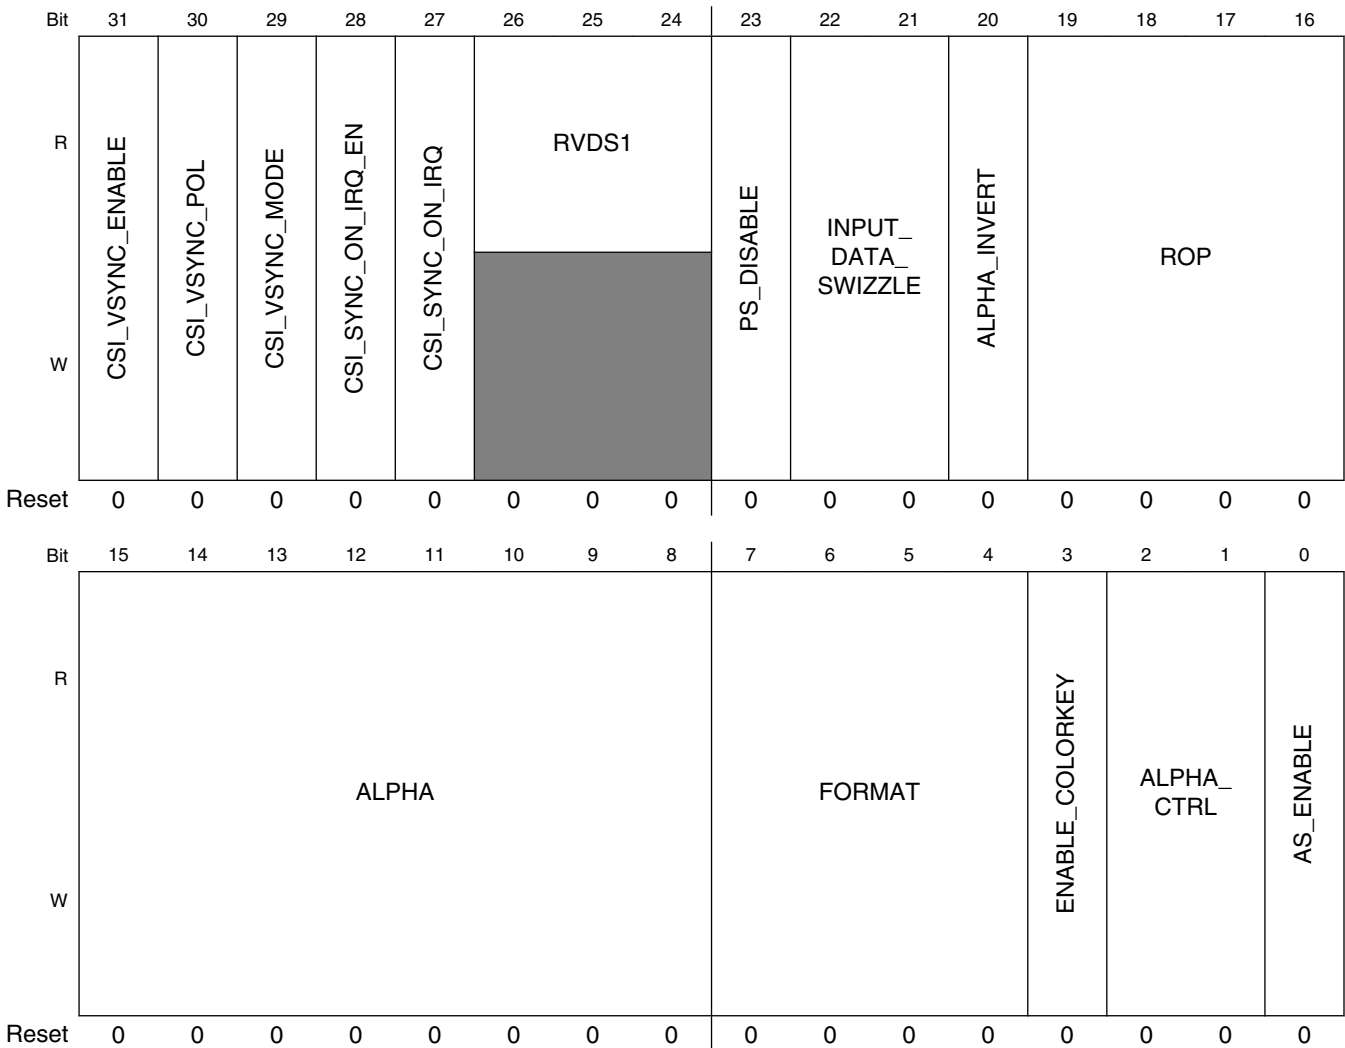 Bit 31 30 29 28 27 26 25 24 23 22 21 20 19 18 17 16
R
W
CSI_VSYNC_ENABLE
CSI_VSYNC_POL
CSI_VSYNC_MODE
CSI_SYNC_ON_IRQ_EN
CSI_SYNC_ON_IRQ
RVDS1
PS_DISABLE
INPUT_
DATA_
SWIZZLE
ALPHA_INVERT
ROP
Reset 0 0 0 0 0 0 0 0 0 0 0 0 0 0 0 0
Bit 15 14 13 12 11 10 9 8 7 6 5 4 3 2 1 0
R
W
ALPHA
FORMAT
ENABLE_COLORKEY
ALPHA_
CTRL
AS_ENABLE
Reset 0 0 0 0 0 0 0 0 0 0 0 0 0 0 0 0